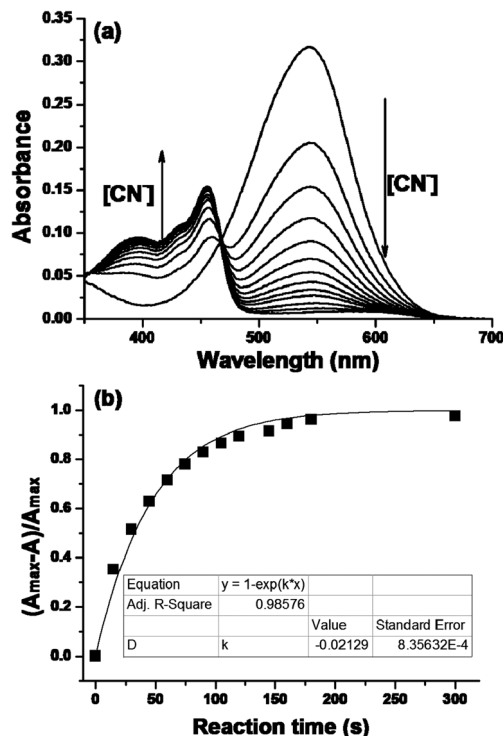 (a)
Absorbance
0.35
0.30
0.25
0.20
0.15
0.10
0.05
0.00
[CN-]
[CN-]
400
500
600
700
Wavelength (nm)
(b)
(Amax-A)/Amax
1.0
0.8
0.6
0.4
0.2
0.0
Equation y = 1-exp(k*x)
Adj. R-Square 0.98576
Value Standard Error
D k -0.02129 8.35632E-4
0 50 100 150 200 250 300
Reaction time (s)